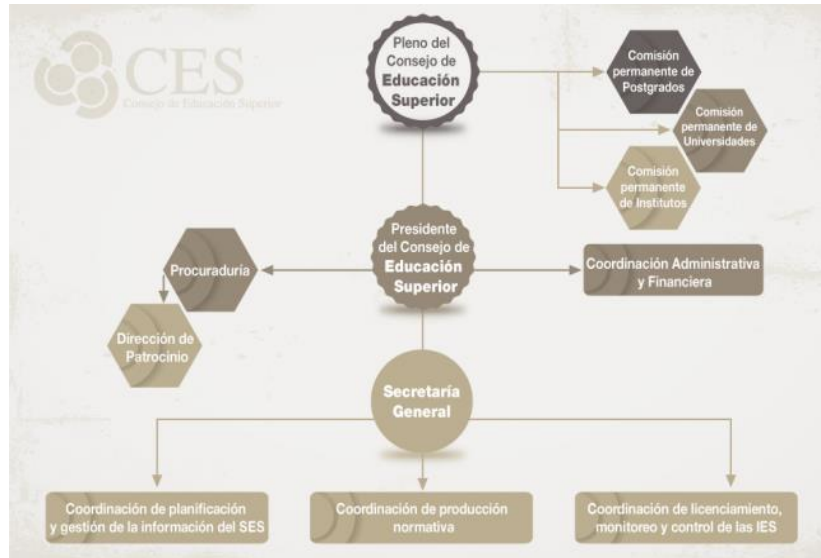 CES
Consejo de Educación Superior
Pleno del
Consejo de
Educación
Superior
Comisión
permanente de
Postgrados
Comisión
permanente de
Universidades
Comisión
permanente
de Institutos
Presidente
del Consejo de
Educación
Superior
Procuraduría
Coordinación Administrativa
y Financiera
Dirección de
Patrocinio
Secretaría
General
Coordinación de planificación
y gestión de la información del SES
Coordinación de producción
normativa
Coordinación de licenciamiento,
monitoreo y control de las IES